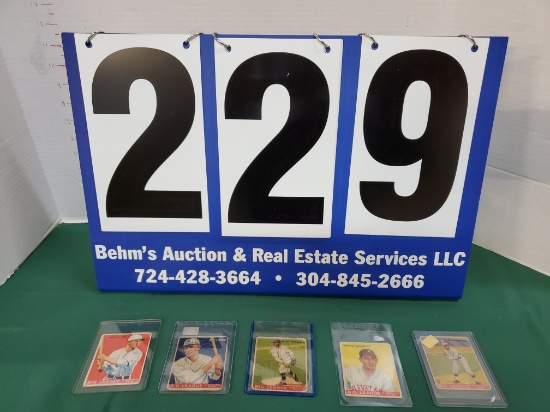 229
Behm's Auction & Real Estate Services LLC
724-428-3664 • 304-845-2666